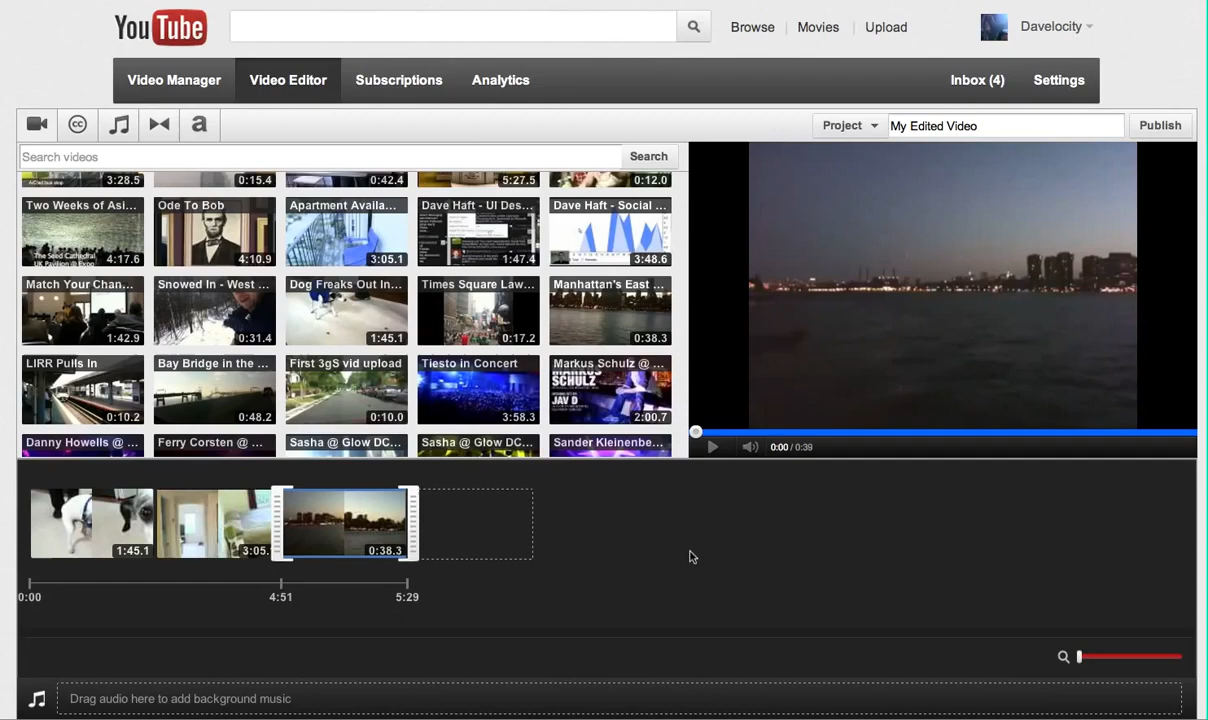 YouTube
Browse Movies Upload Davelocity
Video Manager Video Editor Subscriptions Analytics Inbox (4) Settings
a Project My Edited Video Publish
Search videos Search
3:28.5 0:15.4 0:42.4 5:27.5 0:12.0
Two Weeks of Asi... Ode To Bob Apartment Availa... Dave Haft - UI Des... Dave Haft - Social ...
The Seed Cathedral
UK Pavilion @ Expo
4:17.6 4:10.9 3:05.1 1:47.4 3:48.6
Match Your Chan... Snowed In - West ... Dog Freaks Out In... Times Square Law... Manhattan's East ...
1:42.9 0:31.4 1:45.1 0:17.2 0:38.3
LIRR Pulls In Bay Bridge in the ... First 3gS vid upload Tiesto in Concert Markus Schulz @ ...
MARKUS
SCHULZ
JAV D
0:10.2 0:48.2 0:10.0 3:58.3 2:00.7
Danny Howells @ ... Ferry Corsten @ ... Sasha @ Glow DC... Sasha @ Glow DC... Sander Kleinenbe...
0:00 / 0:39
1:45.1 3:05. 0:38.3
0:00 4:51 5:29
Drag audio here to add background music